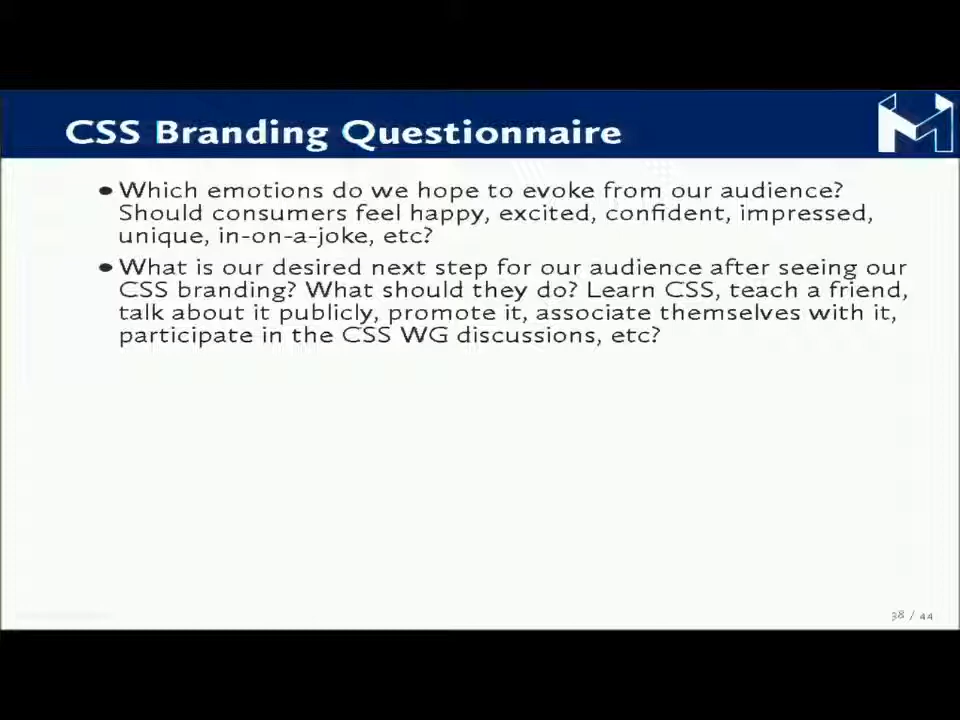 CSS Branding Questionnaire
• Which emotions do we hope to evoke from our audience?
Should consumers feel happy, excited, confident, impressed,
unique, in-on-a-joke, etc?
• What is our desired next step for our audience after seeing our
CSS branding? What should they do? Learn CSS, teach a friend,
talk about it publicly, promote it, associate themselves with it,
participate in the CSS WG discussions, etc?
38 / 44